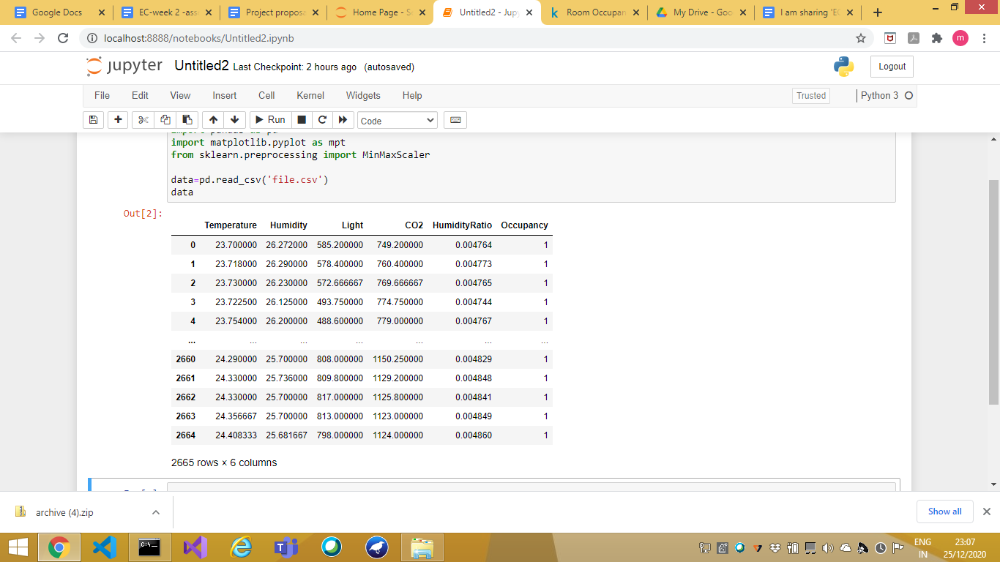 Google Docs
EC-week 2 -ass
Project proposa
Home Page - S
Untitled2 - Jup
Room Occupan
My Drive - Goo
I am sharing 'EC
localhost:8888/notebooks/Untitled2.ipynb
m
jupyter Untitled2 Last Checkpoint: 2 hours ago (autosaved)
Logout
File Edit View Insert Cell Kernel Widgets Help
Trusted
Python 3
Run
Code
import pandas as pd
import matplotlib.pyplot as mpt
from sklearn.preprocessing import MinMaxScaler
data=pd.read_csv('file.csv')
data
Out[2]:
Temperature Humidity Light CO2 HumidityRatio Occupancy
0 23.700000 26.272000 585.200000 749.200000 0.004764 1
1 23.718000 26.290000 578.400000 760.400000 0.004773 1
2 23.730000 26.230000 572.666667 769.666667 0.004765 1
3 23.722500 26.125000 493.750000 774.750000 0.004744 1
4 23.754000 26.200000 488.600000 779.000000 0.004767 1
... ... ... ... ... ... ...
2660 24.290000 25.700000 808.000000 1150.250000 0.004829 1
2661 24.330000 25.736000 809.800000 1129.200000 0.004848 1
2662 24.330000 25.700000 817.000000 1125.800000 0.004841 1
2663 24.356667 25.700000 813.000000 1123.000000 0.004849 1
2664 24.408333 25.681667 798.000000 1124.000000 0.004860 1
2665 rows × 6 columns
archive (4).zip
Show all
ENG
IN
23:07
25/12/2020